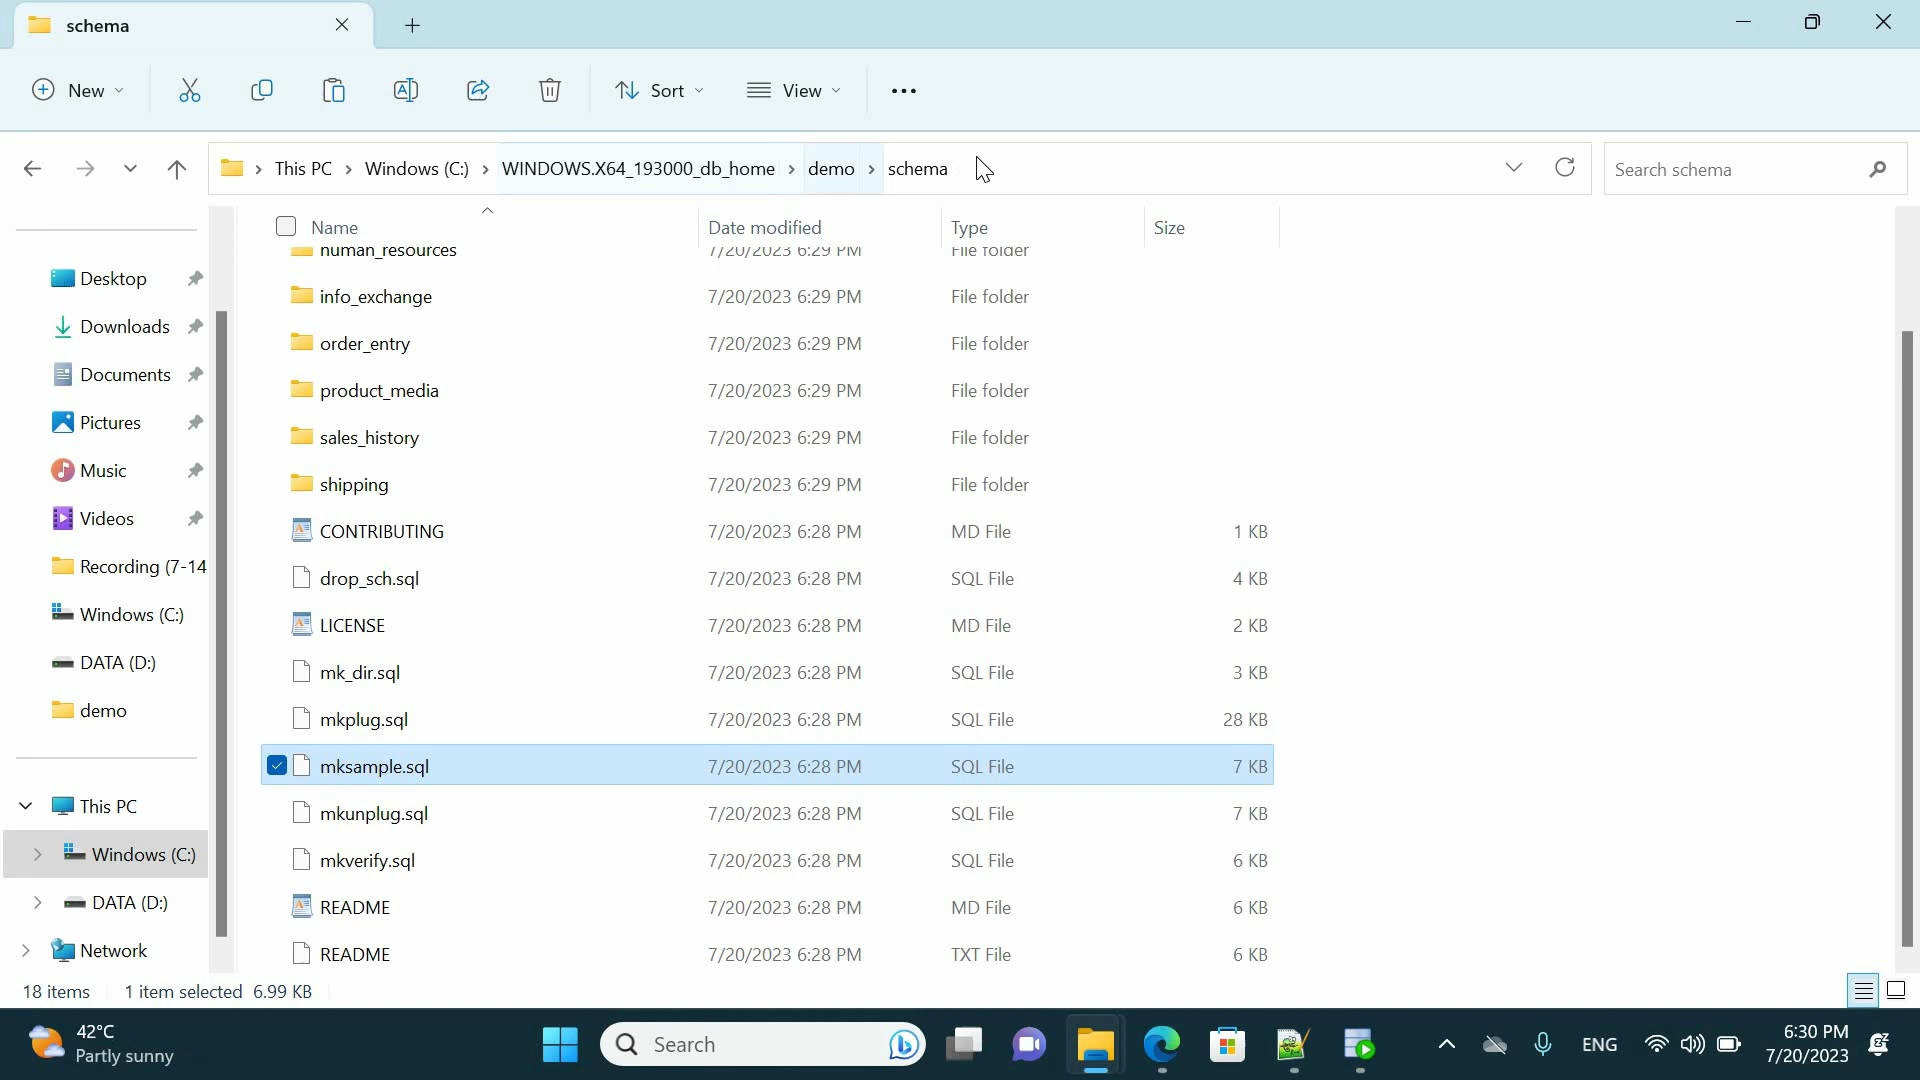 schema
New
Sort
View
This PC
Windows (C:)
WINDOWS.X64_193000_db_home
demo
schema
Search schema
Name
Date modified
Type
Size
Desktop
Downloads
Documents
Pictures
Music
Videos
Recording (7-14
Windows (C:)
DATA (D:)
demo
This PC
Windows (C:)
DATA (D:)
Network
human_resources 7/20/2023 6:29 PM File folder
info_exchange 7/20/2023 6:29 PM File folder
order_entry 7/20/2023 6:29 PM File folder
product_media 7/20/2023 6:29 PM File folder
sales_history 7/20/2023 6:29 PM File folder
shipping 7/20/2023 6:29 PM File folder
CONTRIBUTING 7/20/2023 6:28 PM MD File 1 KB
drop_sch.sql 7/20/2023 6:28 PM SQL File 4 KB
LICENSE 7/20/2023 6:28 PM MD File 2 KB
mk_dir.sql 7/20/2023 6:28 PM SQL File 3 KB
mkplug.sql 7/20/2023 6:28 PM SQL File 28 KB
mksample.sql 7/20/2023 6:28 PM SQL File 7 KB
mkunplug.sql 7/20/2023 6:28 PM SQL File 7 KB
mkverify.sql 7/20/2023 6:28 PM SQL File 6 KB
README 7/20/2023 6:28 PM MD File 6 KB
README 7/20/2023 6:28 PM TXT File 6 KB
18 items 1 item selected 6.99 KB
42°C
Partly sunny
Search
ENG
6:30 PM
7/20/2023